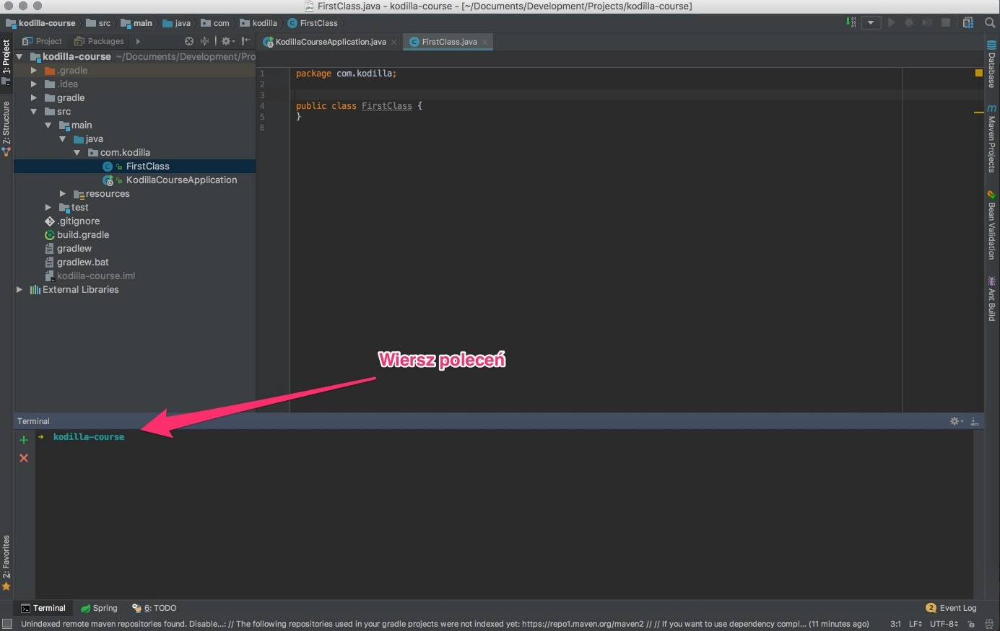 FirstClass.java - kodilla-course - [~/Documents/Development/Projects/kodilla-course]
kodilla-course src main java com kodilla FirstClass
Project Packages
KodillaCourseApplication.java FirstClass.java
1: Project
7: Structure
2: Favorites
kodilla-course ~/Documents/Development/Pro
.gradle
.idea
gradle
src
main
java
com.kodilla
FirstClass
KodillaCourseApplication
resources
test
.gitignore
build.gradle
gradlew
gradlew.bat
kodilla-course.iml
External Libraries
1 package com.kodilla;
2
3
4 public class FirstClass {
5 }
6
Database
Maven Projects
Bean Validation
Ant Build
Wiersz poleceń
Terminal
➜ kodilla-course
Terminal Spring 6: TODO
2 Event Log
Unindexed remote maven repositories found. Disable...: // The following repositories used in your gradle projects were not indexed yet: https://repo1.maven.org/maven2 // // If you want to use dependency compl... (11 minutes ago)
3:1 LF UTF-8